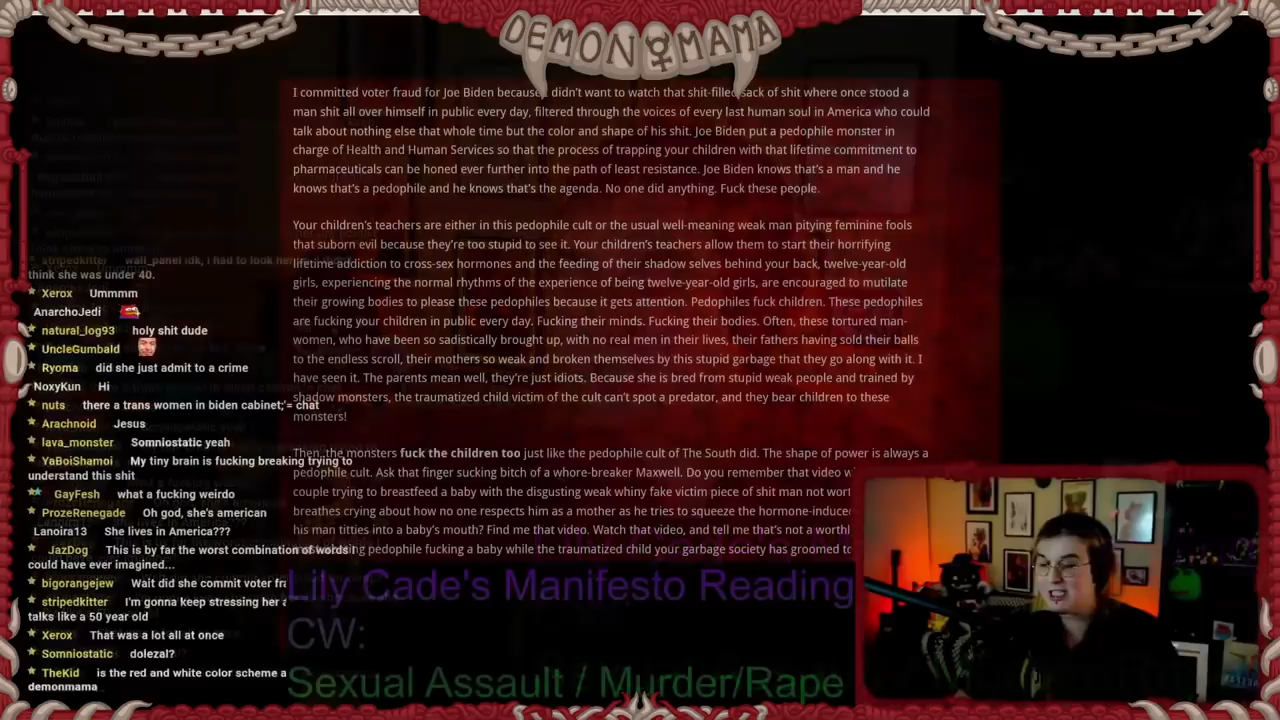 DEMON MAMA
I committed voter fraud for Joe Biden because I didn't want to watch that shit-filled sack of shit where once stood a
man shit all over himself in public every day, filtered through the voices of every last human soul in America who could
talk about nothing else that whole time but the color and shape of his shit. Joe Biden put a pedophile monster in
charge of Health and Human Services so that the process of trapping your children with that lifetime commitment to
pharmaceuticals can be honed ever further into the path of least resistance. Joe Biden knows that's a man and he
knows that's a pedophile and he knows that's the agenda. No one did anything. Fuck these people.
Your children's teachers are either in this pedophile cult or the usual well-meaning weak man pitying feminine fools
that suborn evil because they're too stupid to see it. Your children's teachers allow them to start their horrifying
lifetime addiction to cross-sex hormones and the feeding of their shadow selves behind your back, twelve-year-old
girls, experiencing the normal rhythms of the experience of being twelve-year-old girls, are encouraged to mutilate
their growing bodies to please these pedophiles because it gets attention. Pedophiles fuck children. These pedophiles
are fucking your children in public every day. Fucking their minds. Fucking their bodies. Often, these tortured man-
women, who have been so sadistically brought up, with no real men in their lives, their fathers having sold their balls
to the endless scroll, their mothers so weak and broken themselves by this stupid garbage that they go along with it. I
have seen it. The parents mean well, they're just idiots. Because she is bred from stupid weak people and trained by
shadow monsters, the traumatized child victim of the cult can't spot a predator, and they bear children to these
monsters!
Then, the monsters fuck the children too just like the pedophile cult of The South did. The shape of power is always a
pedophile cult. Ask that finger sucking bitch of a whore-breaker Maxwell. Do you remember that video w
couple trying to breastfeed a baby with the disgusting weak whiny fake victim piece of shit man not wort
breathes crying about how no one respects him as a mother as he tries to squeeze the hormone-induce
his man titties into a baby's mouth? Find me that video. Watch that video, and tell me that's not a worthl
pedophile fucking a baby while the traumatized child your garbage society has groomed to
stripedkitter wall_panel idk, i had to look her
think she was under 40.
Xerox Ummmm
AnarchoJedi
natural_log93 holy shit dude
UncleGumbald
Ryoma did she just admit to a crime
NoxyKun Hi
nuts there a trans women in biden cabinet;'= chat
Arachnoid Jesus
lava_monster Somniostatic yeah
YaBoiShamoi My tiny brain is fucking breaking trying to
understand this shit
GayFesh what a fucking weirdo
ProzeRenegade Oh god, she's american
Lanoira13 She lives in America???
JazDog This is by far the worst combination of words I
could have ever imagined...
bigorangejew Wait did she commit voter fra
stripedkitter I'm gonna keep stressing her a
talks like a 50 year old
Xerox That was a lot all at once
Somniostatic dolezal?
TheKid is the red and white color scheme a
demonmama
Lily Cade's Manifesto Reading
CW:
Sexual Assault / Murder/Rape